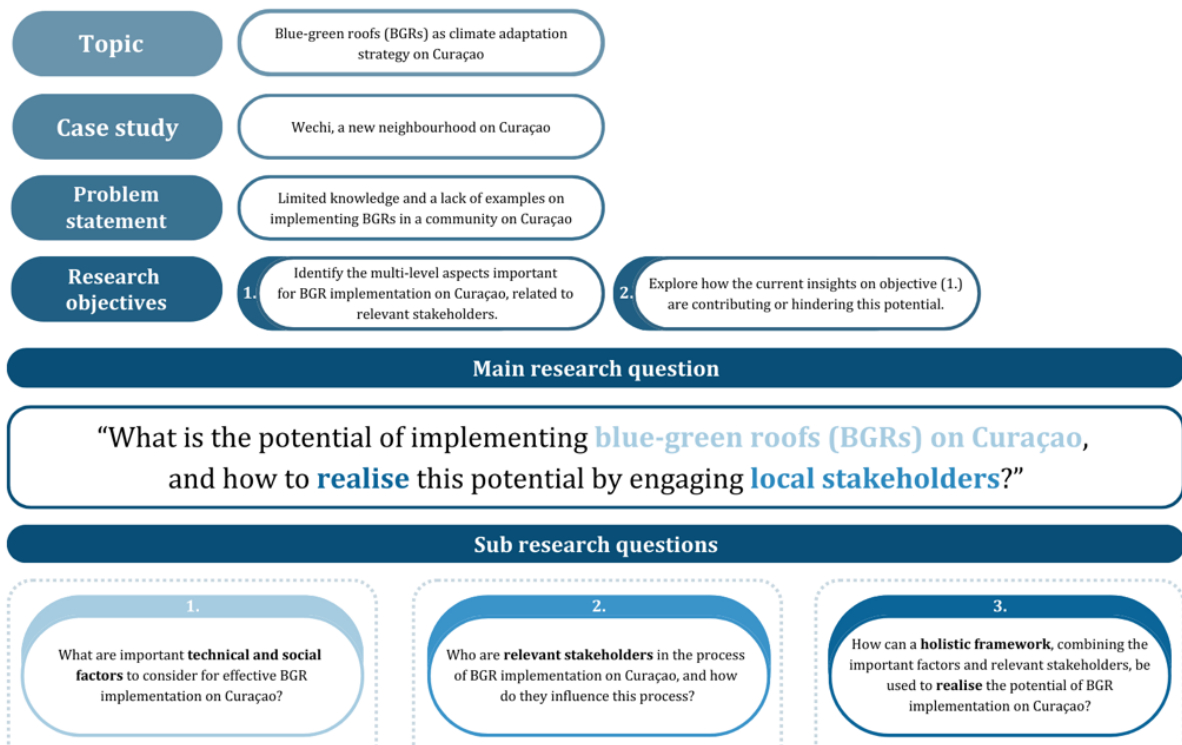 Topic
Blue-green roofs (BGRs) as climate adaptation
strategy on Curaçao
Case study
Wechi, a new neighbourhood on Curaçao
Problem
statement
Limited knowledge and a lack of examples on
implementing BGRs in a community on Curaçao
Research
objectives
1.
Identify the multi-level aspects important
for BGR implementation on Curaçao, related to
relevant stakeholders.
2.
Explore how the current insights on objective (1.)
are contributing or hindering this potential.
Main research question
“What is the potential of implementing blue-green roofs (BGRs) on Curaçao,
and how to realise this potential by engaging local stakeholders?”
Sub research questions
1.
What are important technical and social
factors to consider for effective BGR
implementation on Curaçao?
2.
Who are relevant stakeholders in the process
of BGR implementation on Curaçao, and how
do they influence this process?
3.
How can a holistic framework, combining the
important factors and relevant stakeholders, be
used to realise the potential of BGR
implementation on Curaçao?